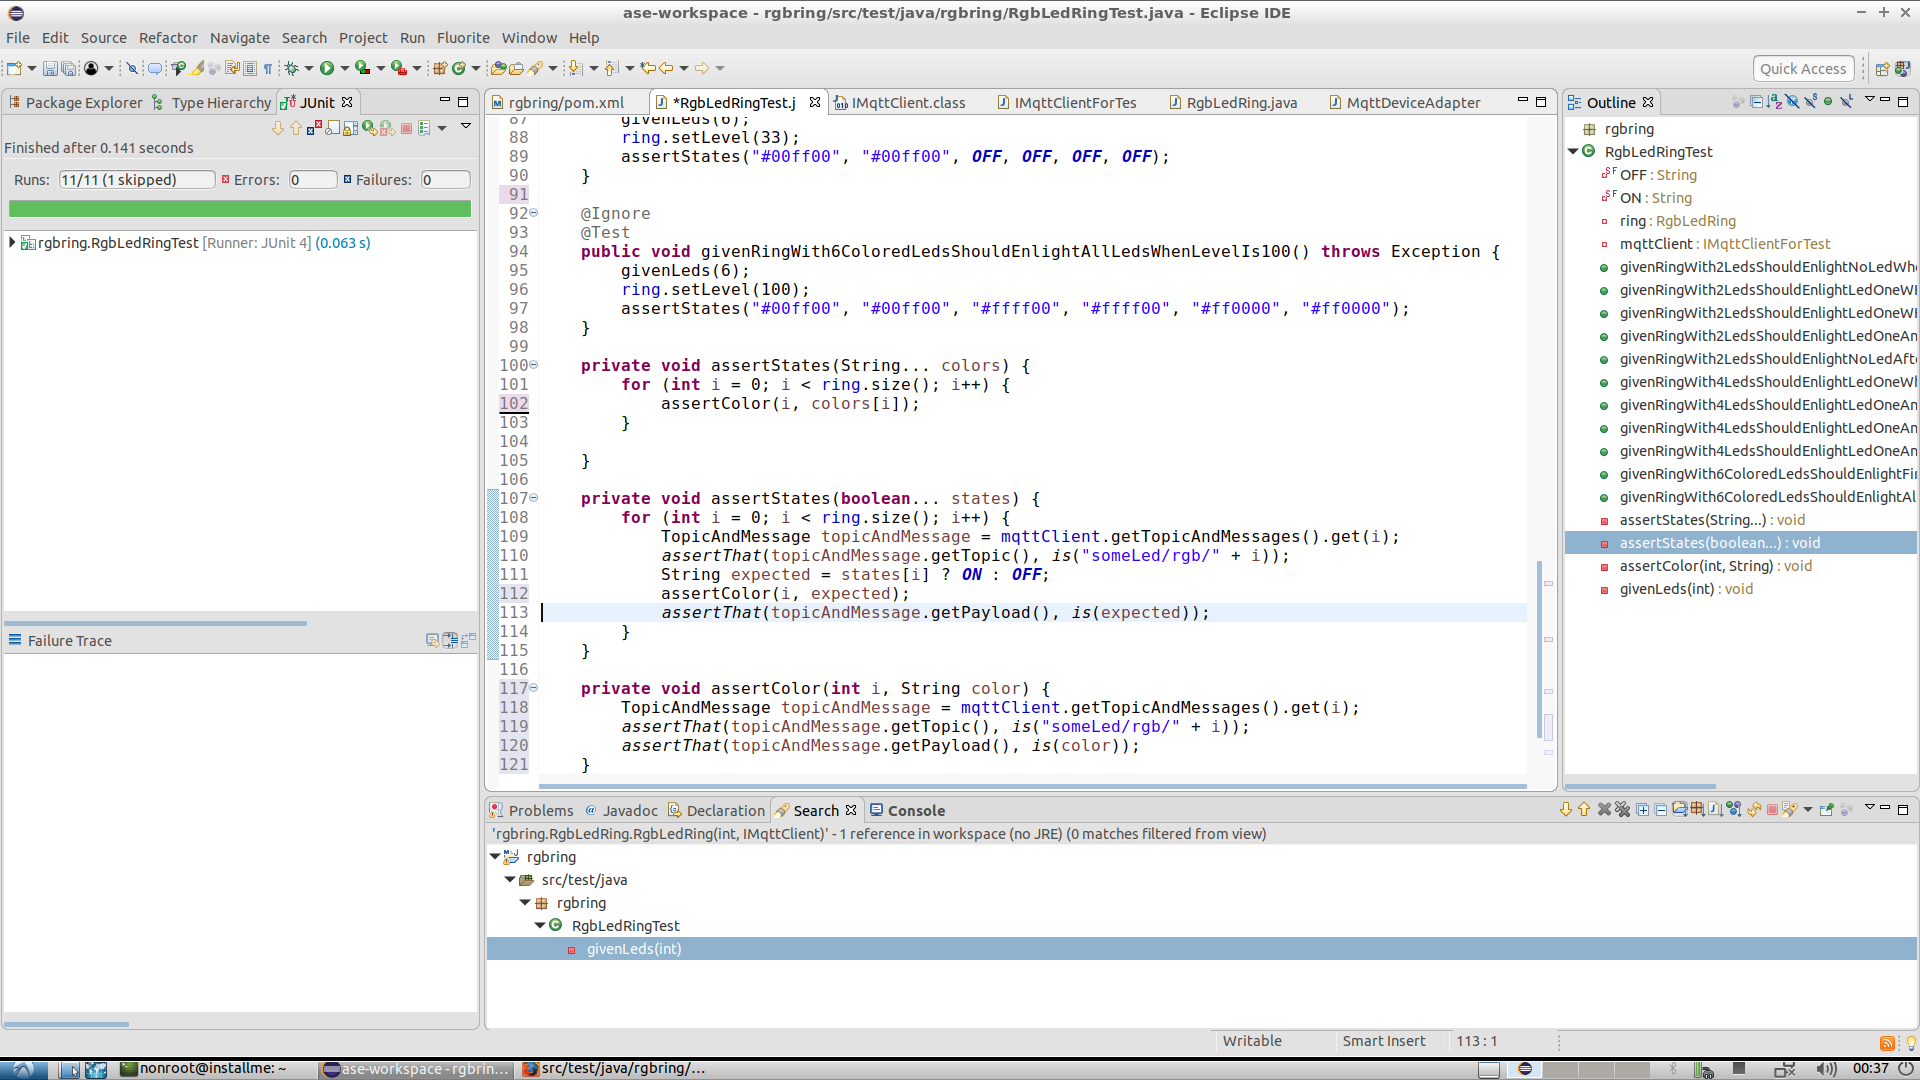 ase-workspace - rgbring/src/test/java/rgbring/RgbLedRingTest.java - Eclipse IDE
File Edit Source Refactor Navigate Search Project Run Fluorite Window Help
Quick Access
Package Explorer Type Hierarchy JUnit
Finished after 0.141 seconds
Runs: 11/11 (1 skipped) Errors: 0 Failures: 0
rgbring.RgbLedRingTest [Runner: JUnit 4] (0.063 s)
Failure Trace
rgbring/pom.xml *RgbLedRingTest.j IMqttClient.class IMqttClientForTes RgbLedRing.java MqttDeviceAdapter
87 givenLeds(6);
88 ring.setLevel(33);
89 assertStates("#00ff00", "#00ff00", OFF, OFF, OFF, OFF);
90 }
91
92 @Ignore
93 @Test
94 public void givenRingWith6ColoredLedsShouldEnlightAllLedsWhenLevelIs100() throws Exception {
95 givenLeds(6);
96 ring.setLevel(100);
97 assertStates("#00ff00", "#00ff00", "#ffff00", "#ffff00", "#ff0000", "#ff0000");
98 }
99
100 private void assertStates(String... colors) {
101 for (int i = 0; i < ring.size(); i++) {
102 assertColor(i, colors[i]);
103 }
104
105 }
106
107 private void assertStates(boolean... states) {
108 for (int i = 0; i < ring.size(); i++) {
109 TopicAndMessage topicAndMessage = mqttClient.getTopicAndMessages().get(i);
110 assertThat(topicAndMessage.getTopic(), is("someLed/rgb/" + i));
111 String expected = states[i] ? ON : OFF;
112 assertColor(i, expected);
113 assertThat(topicAndMessage.getPayload(), is(expected));
114 }
115 }
116
117 private void assertColor(int i, String color) {
118 TopicAndMessage topicAndMessage = mqttClient.getTopicAndMessages().get(i);
119 assertThat(topicAndMessage.getTopic(), is("someLed/rgb/" + i));
120 assertThat(topicAndMessage.getPayload(), is(color));
121 }
Outline
rgbring
RgbLedRingTest
OFF : String
ON : String
ring : RgbLedRing
mqttClient : IMqttClientForTest
givenRingWith2LedsShouldEnlightNoLedWhe
givenRingWith2LedsShouldEnlightLedOneWh
givenRingWith2LedsShouldEnlightLedOneWh
givenRingWith2LedsShouldEnlightLedOneAn
givenRingWith2LedsShouldEnlightNoLedAfte
givenRingWith4LedsShouldEnlightLedOneWh
givenRingWith4LedsShouldEnlightLedOneAn
givenRingWith4LedsShouldEnlightLedOneAn
givenRingWith4LedsShouldEnlightLedOneAn
givenRingWith6ColoredLedsShouldEnlightFi
givenRingWith6ColoredLedsShouldEnlightAl
assertStates(String...) : void
assertStates(boolean...) : void
assertColor(int, String) : void
givenLeds(int) : void
Problems Javadoc Declaration Search Console
'rgbring.RgbLedRing.RgbLedRing(int, IMqttClient)' - 1 reference in workspace (no JRE) (0 matches filtered from view)
rgbring
src/test/java
rgbring
RgbLedRingTest
givenLeds(int)
Writable Smart Insert 113 : 1
nonroot@installme: ~ ase-workspace - rgbrin... src/test/java/rgbring/... 00:37